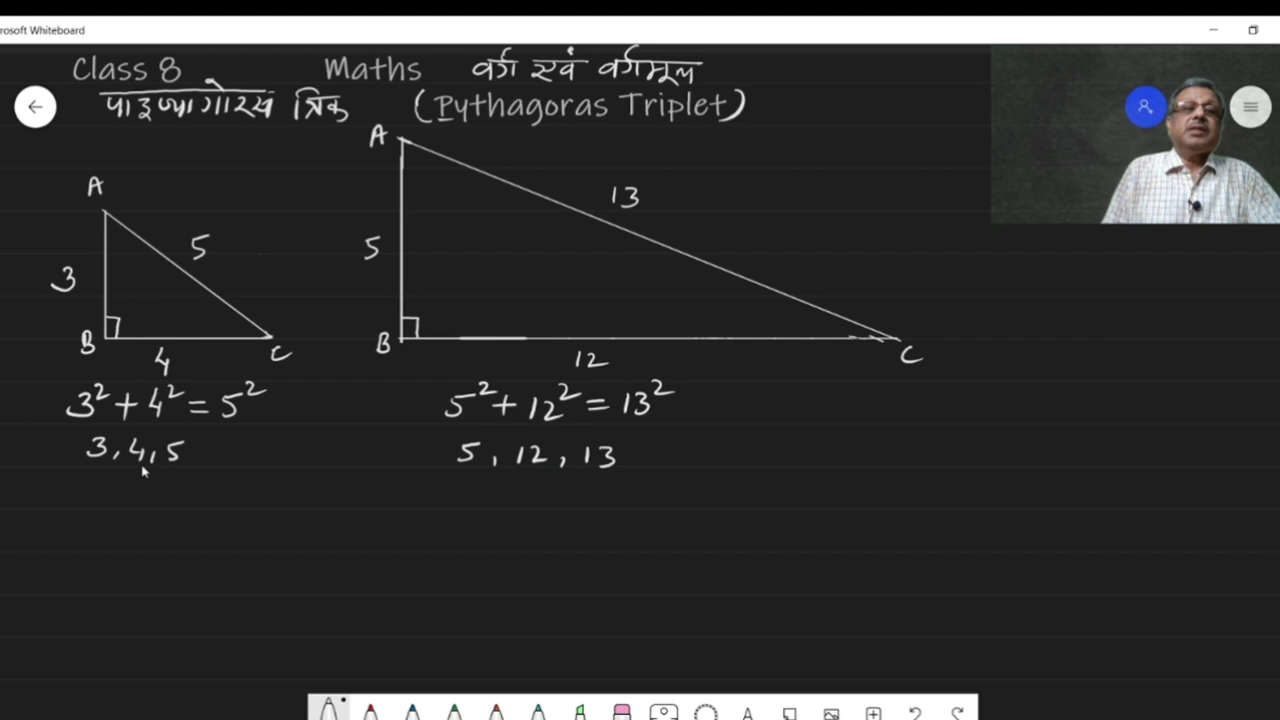 rosoft Whiteboard
Class 8 Maths वर्ग एवं वर्गमूल
पाइथागोरस त्रिक (Pythagoras Triplet)
A
A
13
3
5
5
B
4
C
B
12
C
3²+4²=5²
5²+12²=13²
3,4,5
5, 12, 13